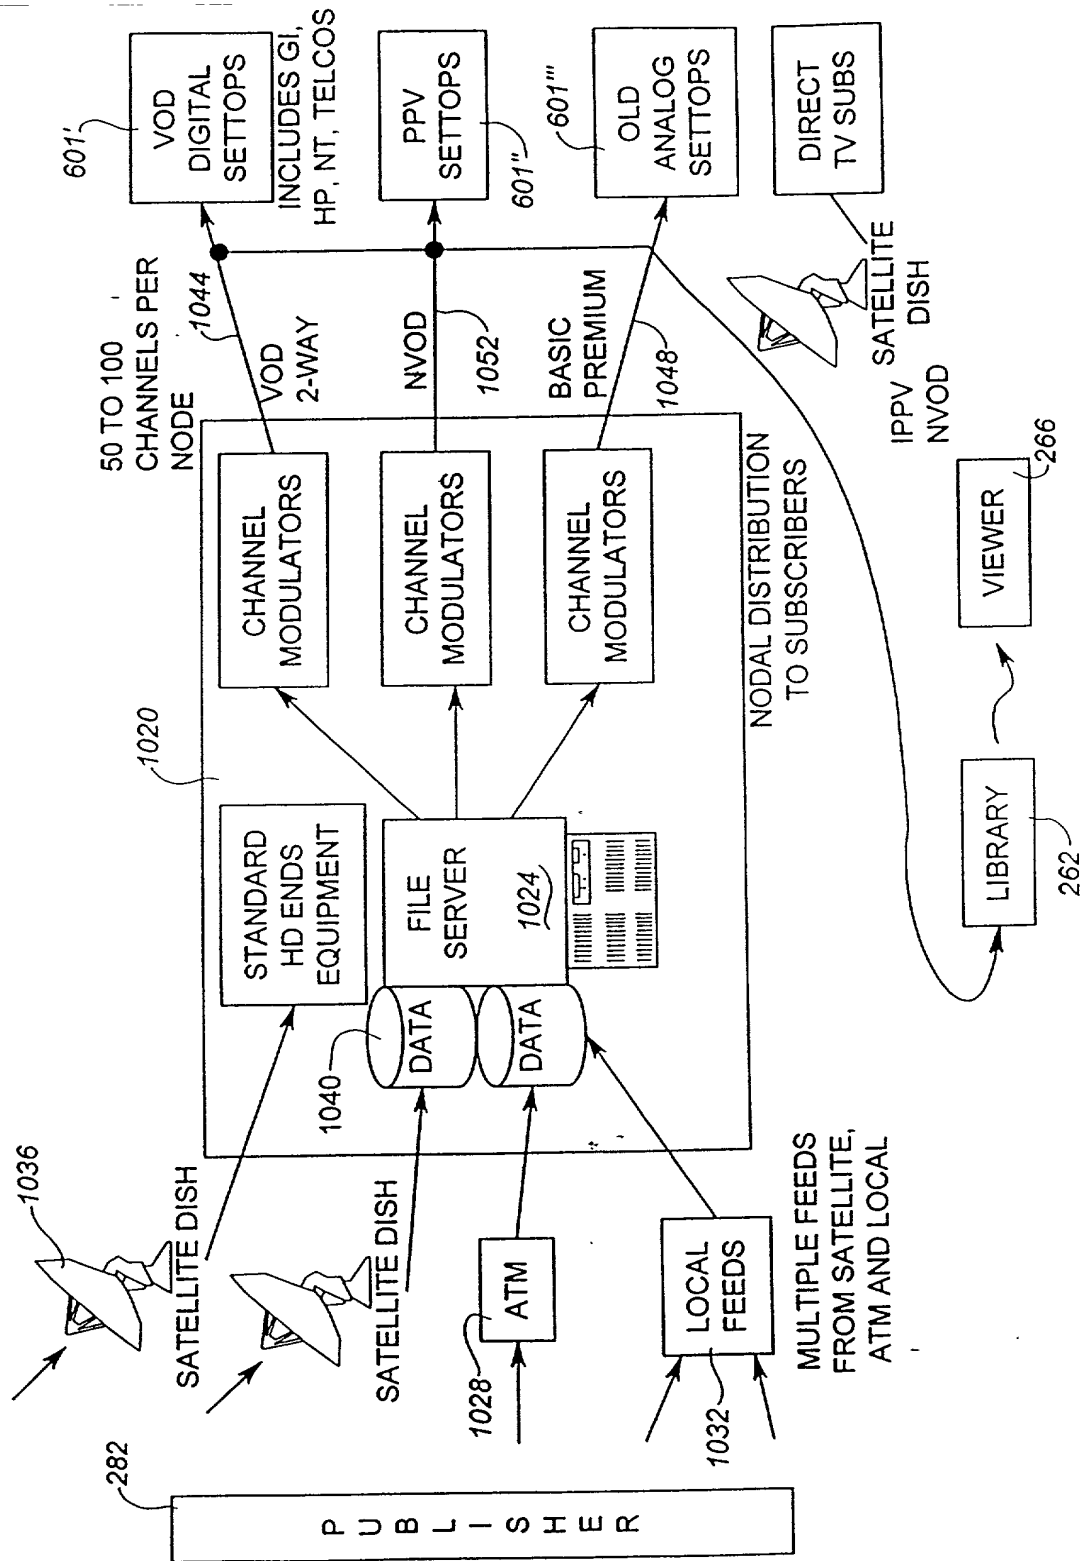 282
PUBLISHER
1036
SATELLITE DISH
SATELLITE DISH
1028
ATM
1032
LOCAL
FEEDS
MULTIPLE FEEDS
FROM SATELLITE,
ATM AND LOCAL
1020
STANDARD
HD ENDS
EQUIPMENT
1040
DATA
DATA
FILE
SERVER
1024
CHANNEL
MODULATORS
CHANNEL
MODULATORS
CHANNEL
MODULATORS
NODAL DISTRIBUTION
TO SUBSCRIBERS
50 TO 100
CHANNELS PER
NODE
1044
VOD
2-WAY
NVOD
1052
BASIC
PREMIUM
1048
601'
VOD
DIGITAL
SETTOPS
INCLUDES GI,
HP, NT, TELCOS
PPV
SETTOPS
601''
601'''
OLD
ANALOG
SETTOPS
DIRECT
TV SUBS
SATELLITE
DISH
IPPV
NVOD
LIBRARY
262
VIEWER
266